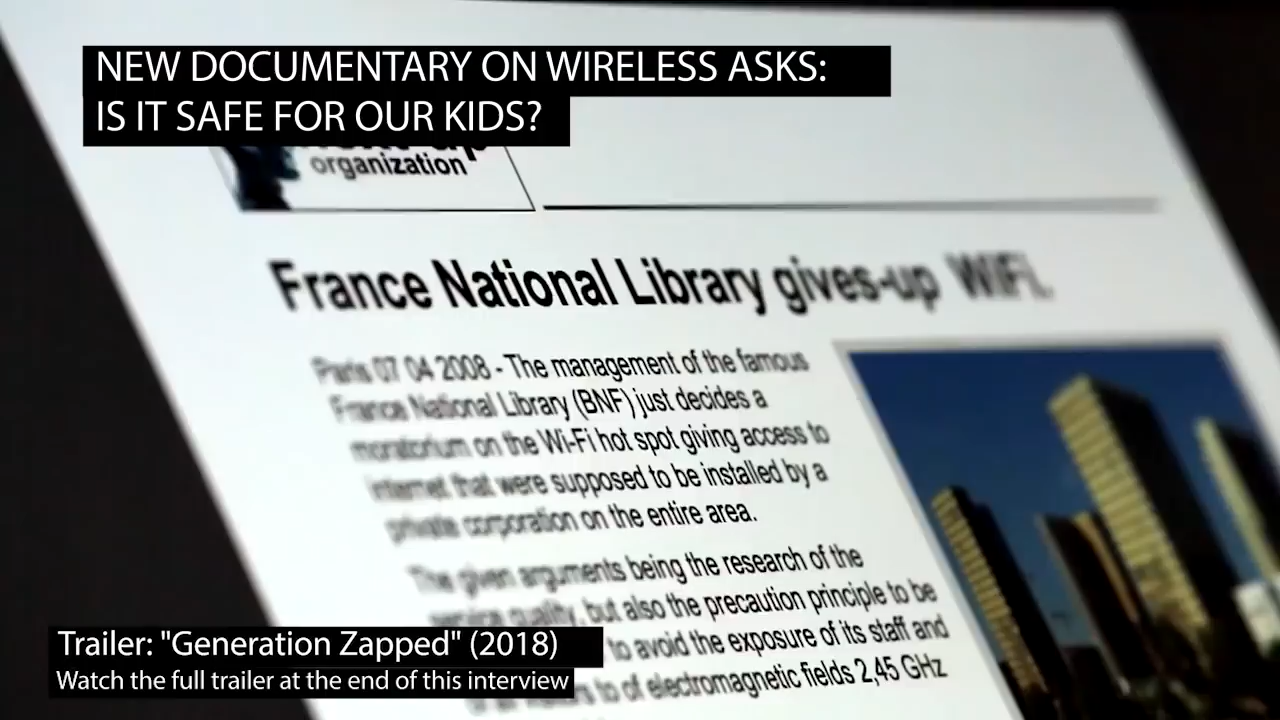 NEW DOCUMENTARY ON WIRELESS ASKS:
IS IT SAFE FOR OUR KIDS?
organization
France National Library gives-up WiFi.
Paris 07 04 2008 - The management of the famous
France National Library (BNF) just decides a
moratorium on the Wi-Fi hot spot giving access to
internet that were supposed to be installed by a
private corporation on the entire area.
The given arguments being the research of the
service quality, but also the precaution principle to be
to avoid the exposure of its staff and
to of electromagnetic fields 2,45 GHz
Trailer: "Generation Zapped" (2018)
Watch the full trailer at the end of this interview